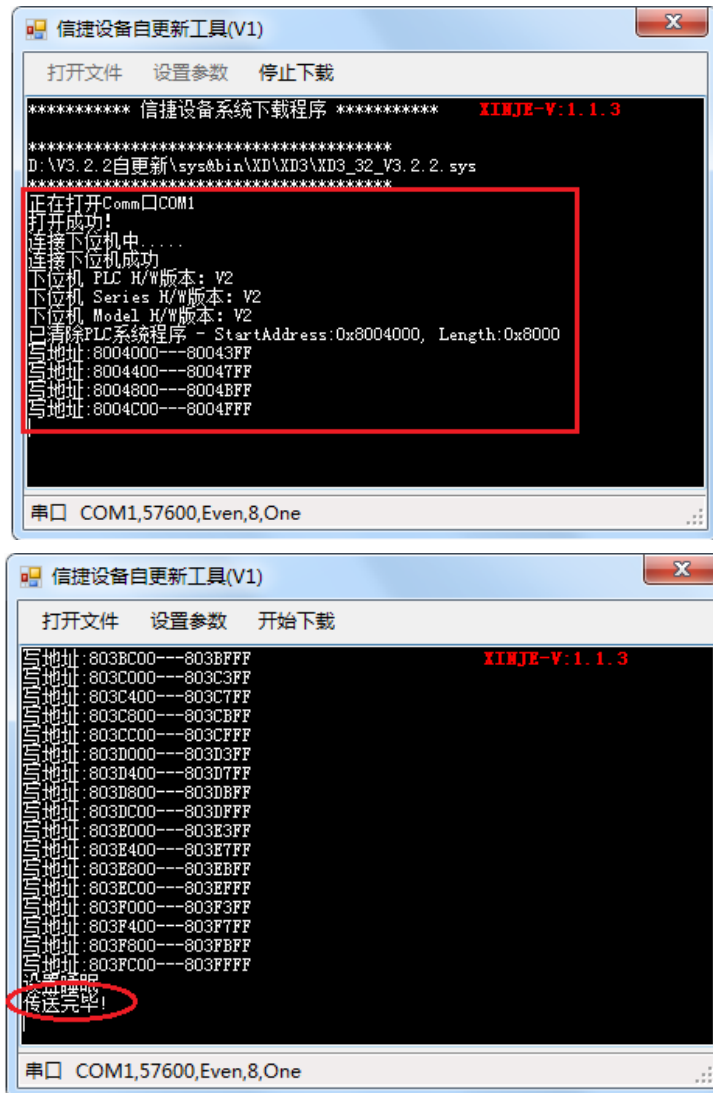 信捷设备自更新工具(V1)
打开文件 设置参数 停止下载
*********** 信捷设备系统下载程序 *********** XINJE-V:1.1.3
***************************************
D:\V3.2.2自更新\sys&bin\XD\XD3\XD3_32_V3.2.2.sys
***************************************
正在打开Comm口COM1
打开成功!
连接下位机中.....
连接下位机成功
下位机 PLC H/W版本: V2
下位机 Series H/W版本: V2
下位机 Model H/W版本: V2
已清除PLC系统程序 - StartAddress:0x8004000, Length:0x8000
写地址:8004000---80043FF
写地址:8004400---80047FF
写地址:8004800---8004BFF
写地址:8004C00---8004FFF
串口 COM1,57600,Even,8,One
信捷设备自更新工具(V1)
打开文件 设置参数 开始下载
写地址:803BC00---803BFFF XINJE-V:1.1.3
写地址:803C000---803C3FF
写地址:803C400---803C7FF
写地址:803C800---803CBFF
写地址:803CC00---803CFFF
写地址:803D000---803D3FF
写地址:803D400---803D7FF
写地址:803D800---803DBFF
写地址:803DC00---803DFFF
写地址:803E000---803E3FF
写地址:803E400---803E7FF
写地址:803E800---803EBFF
写地址:803EC00---803EFFF
写地址:803F000---803F3FF
写地址:803F400---803F7FF
写地址:803F800---803FBFF
写地址:803FC00---803FFFF
设置睡眠
传送完毕!
串口 COM1,57600,Even,8,One